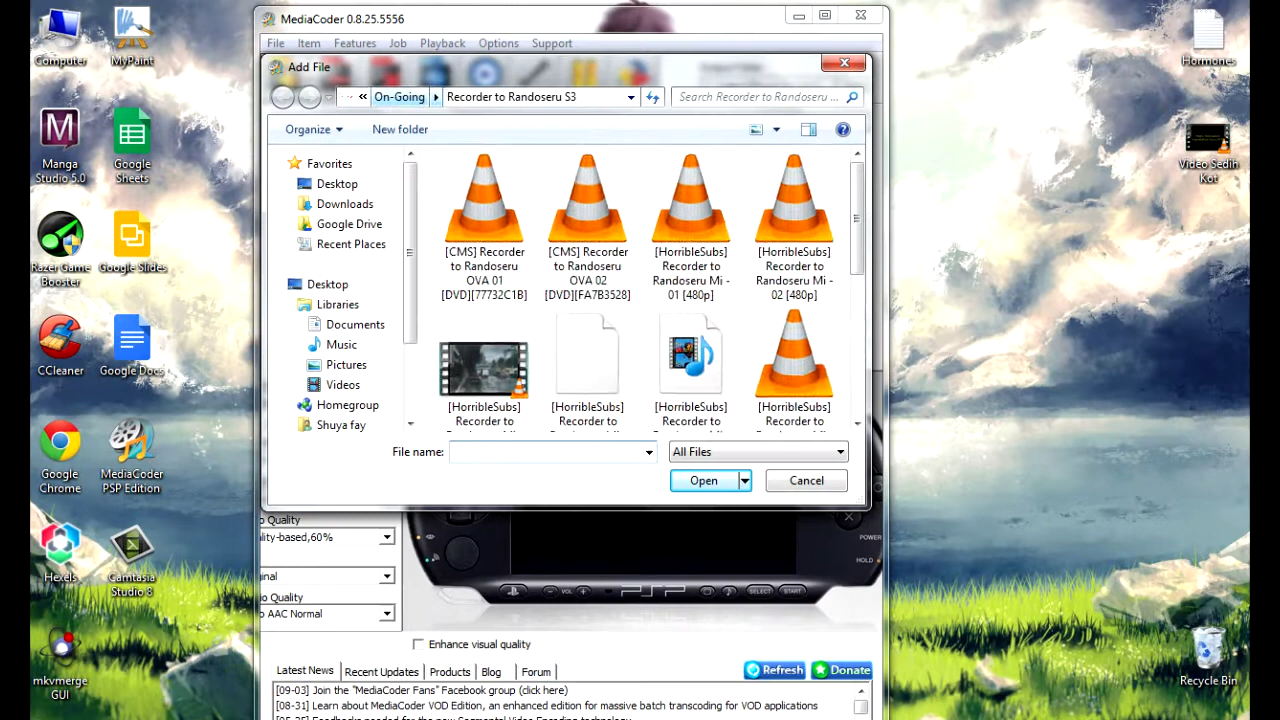 Computer
MyPaint
Manga
Studio 5.0
Google
Sheets
Razer Game
Booster
Google Slides
CCleaner
Google Docs
Google
Chrome
MediaCoder
PSP Edition
Hexels
Camtasia
Studio 8
mkvmerge
GUI
MediaCoder 0.8.25.5556
File Item Features Job Playback Options Support
Add File
« On-Going Recorder to Randoseru S3
Search Recorder to Randoseru ...
Organize New folder
Favorites
Desktop
Downloads
Google Drive
Recent Places
Desktop
Libraries
Documents
Music
Pictures
Videos
Homegroup
Shuya fay
[CMS] Recorder
to Randoseru
OVA 01
[DVD][77732C1B]
[CMS] Recorder
to Randoseru
OVA 02
[DVD][FA7B3528]
[HorribleSubs]
Recorder to
Randoseru Mi -
01 [480p]
[HorribleSubs]
Recorder to
Randoseru Mi -
02 [480p]
[HorribleSubs]
Recorder to
[HorribleSubs]
Recorder to
[HorribleSubs]
Recorder to
[HorribleSubs]
Recorder to
File name:
All Files
Open Cancel
o Quality
ality-based,60%
ginal
io Quality
o AAC Normal
POWER
HOLD
VOL
PSP
SELECT
START
Enhance visual quality
Latest News Recent Updates Products Blog Forum
Refresh Donate
[09-03] Join the "MediaCoder Fans" Facebook group (click here)
[08-31] Learn about MediaCoder VOD Edition, an enhanced edition for massive batch transcoding for VOD applications
Hormones
Video Sedih
Kot
Recycle Bin